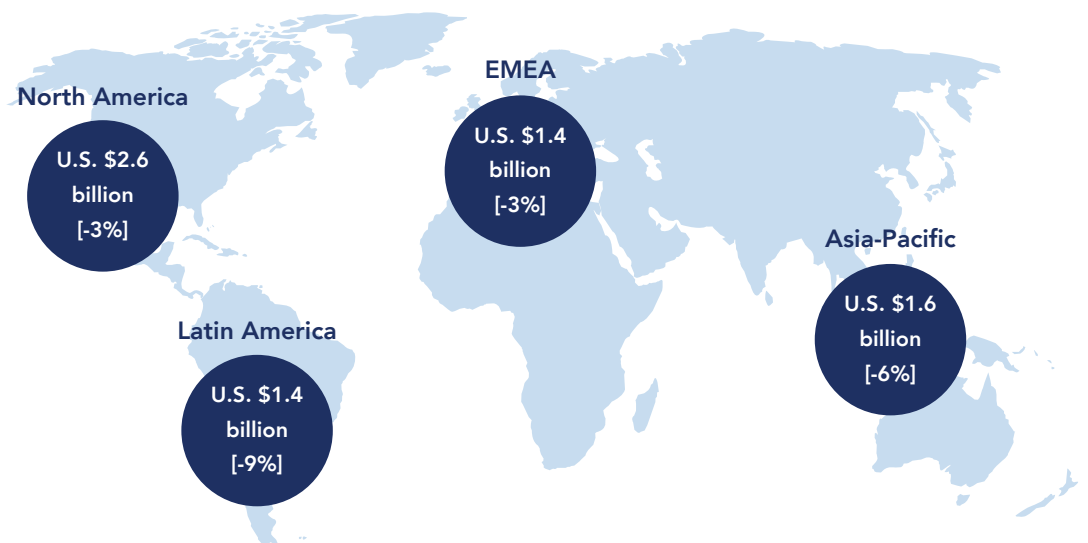 North America
U.S. $2.6
billion
[-3%]
EMEA
U.S. $1.4
billion
[-3%]
Latin America
U.S. $1.4
billion
[-9%]
Asia-Pacific
U.S. $1.6
billion
[-6%]